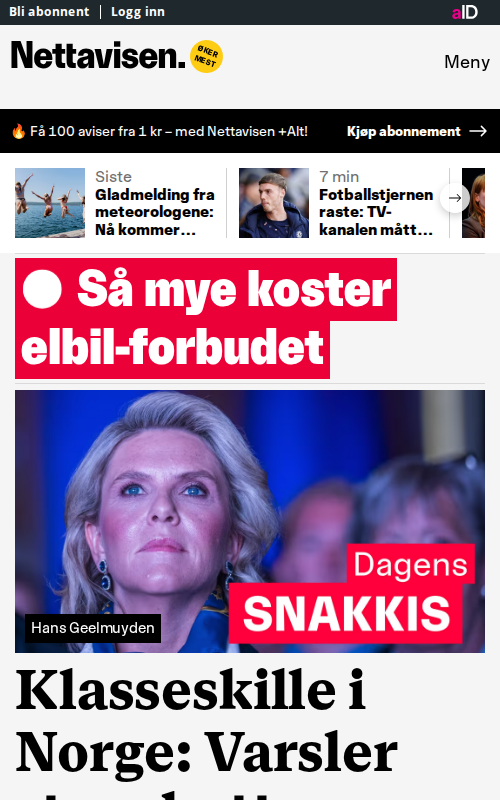 Bli abonnent
Logg inn
aID
Nettavisen.
ØKER
MEST
Meny
🔥 Få 100 aviser fra 1 kr – med Nettavisen +Alt!
Kjøp abonnement →
Siste
Gladmelding fra
meteorologene:
Nå kommer...
7 min
Fotballstjernen
raste: TV-
kanalen mått...
Så mye koster
elbil-forbudet
Dagens
SNAKKIS
Hans Geelmuyden
Klasseskille i
Norge: Varsler